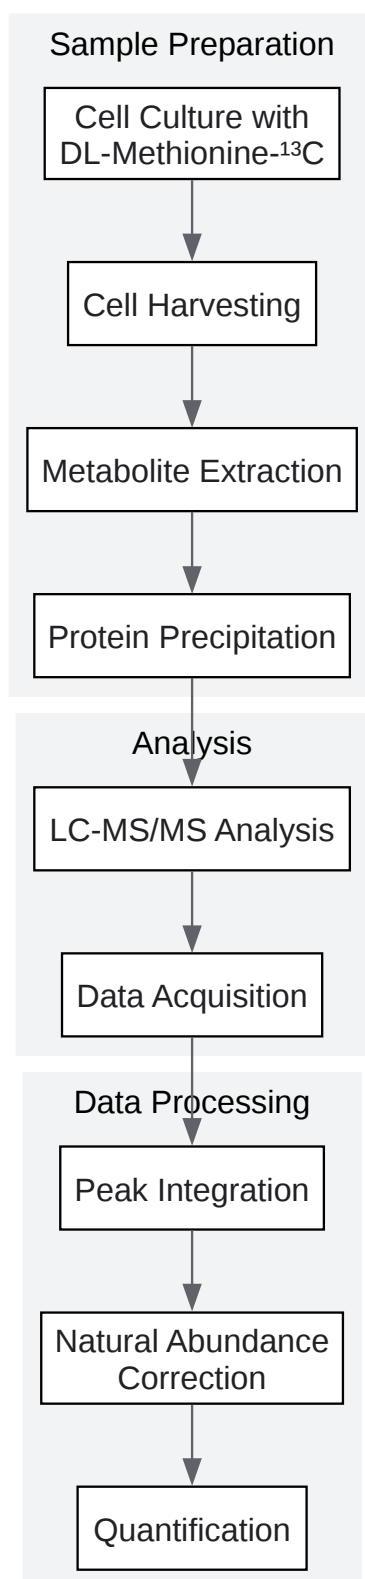 Sample Preparation
Cell Culture with
DL-Methionine-¹³C
Cell Harvesting
Metabolite Extraction
Protein Precipitation
Analysis
LC-MS/MS Analysis
Data Acquisition
Data Processing
Peak Integration
Natural Abundance
Correction
Quantification